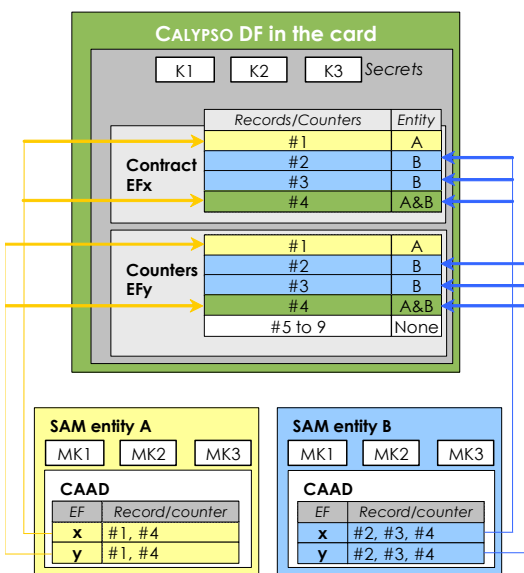 CALYPSO DF in the card
K1 K2 K3 Secrets
Records/Counters Entity
Contract EFx
#1 A
#2 B
#3 B
#4 A&B
Counters EFy
#1 A
#2 B
#3 B
#4 A&B
#5 to 9 None
SAM entity A
MK1 MK2 MK3
CAAD
EF Record/counter
x #1, #4
y #1, #4
SAM entity B
MK1 MK2 MK3
CAAD
EF Record/counter
x #2, #3, #4
y #2, #3, #4